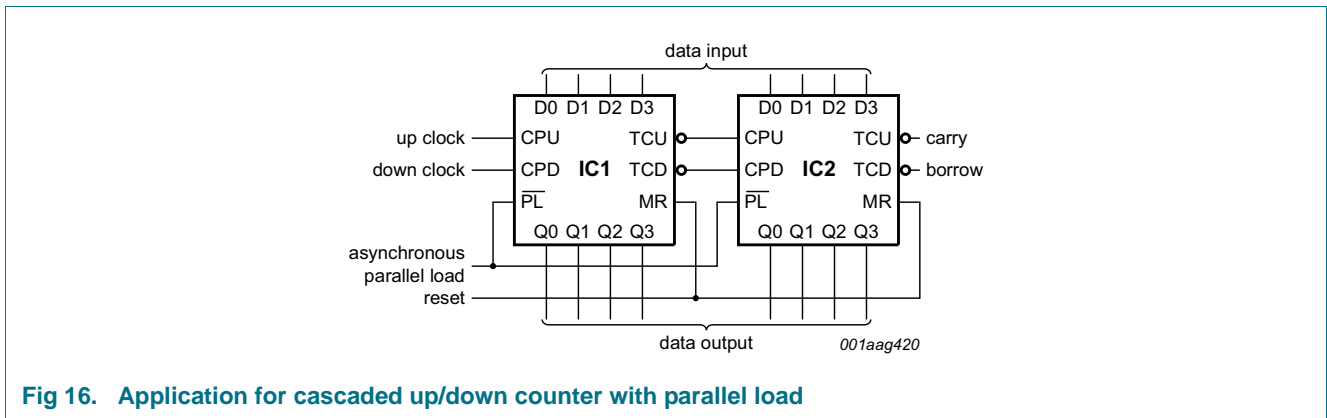 data input
D0 D1 D2 D3
D0 D1 D2 D3
up clock
CPU
TCU
CPU
TCU
carry
down clock
CPD
IC1
TCD
CPD
IC2
TCD
borrow
PL
MR
PL
MR
Q0 Q1 Q2 Q3
Q0 Q1 Q2 Q3
asynchronous
parallel load
reset
data output
001aag420
Fig 16. Application for cascaded up/down counter with parallel load